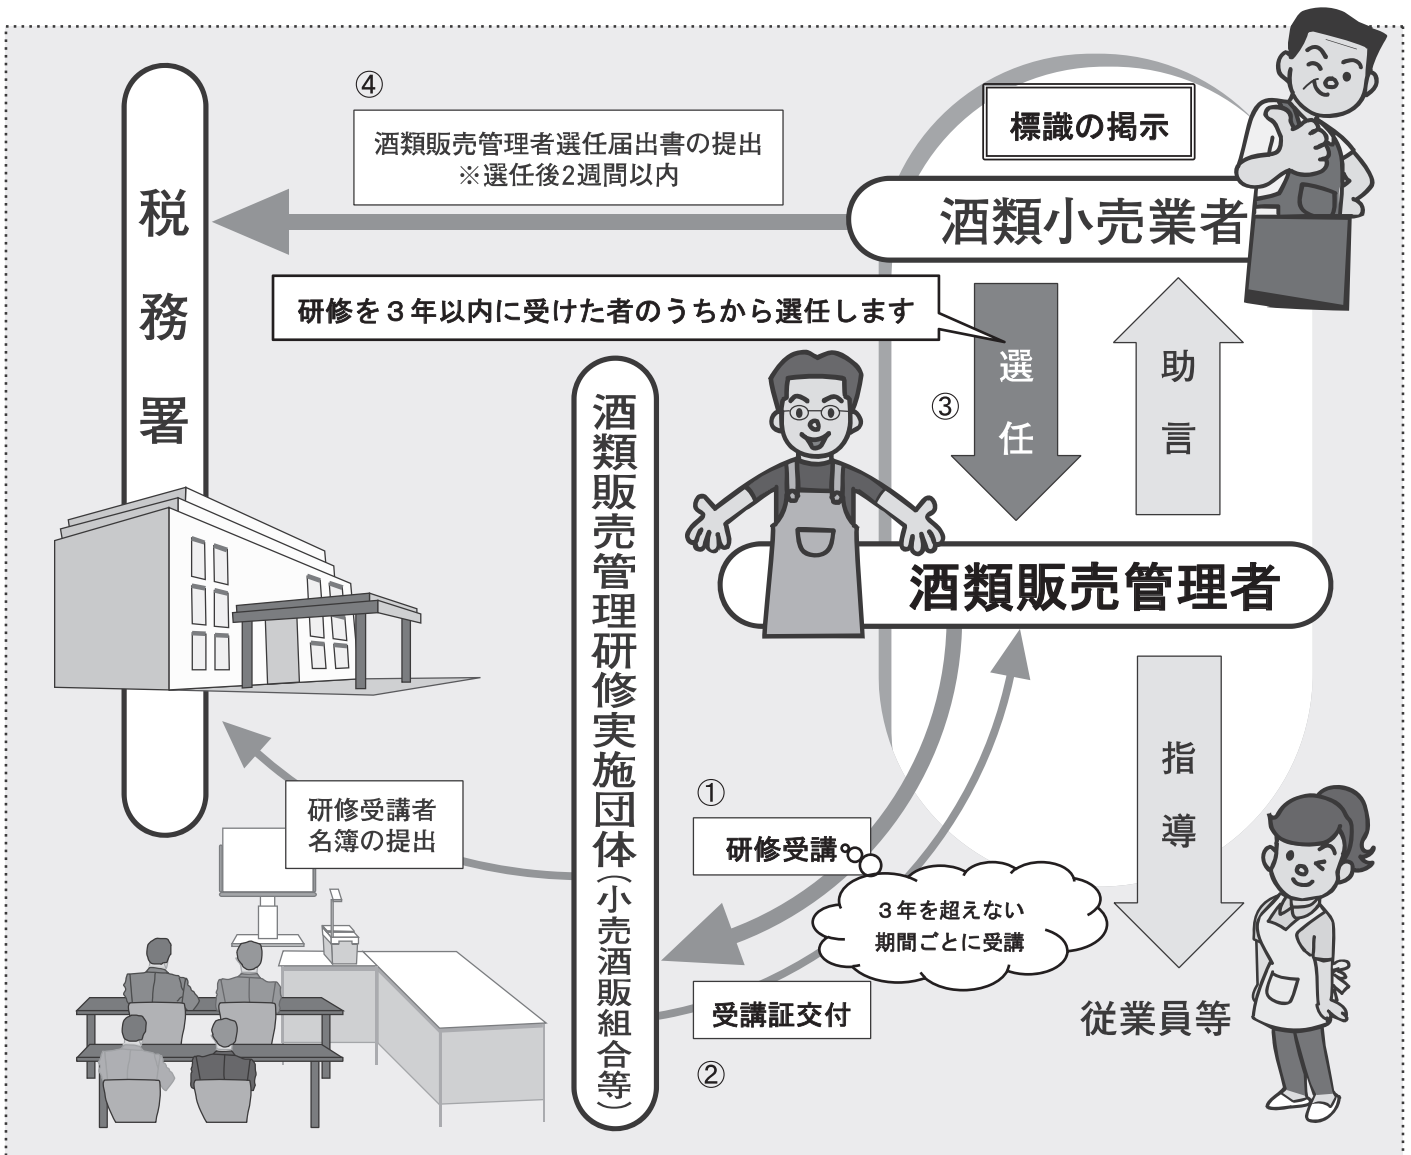 ④
酒類販売管理者選任届出書の提出
※選任後2週間以内
標識の掲示
酒類小売業者
税務署
研修を３年以内に受けた者のうちから選任します
選任
助言
③
酒類販売管理者
酒類販売管理研修実施団体（小売酒販組合等）
指導
研修受講者
名簿の提出
①
研修受講
３年を超えない
期間ごとに受講
受講証交付
②
従業員等